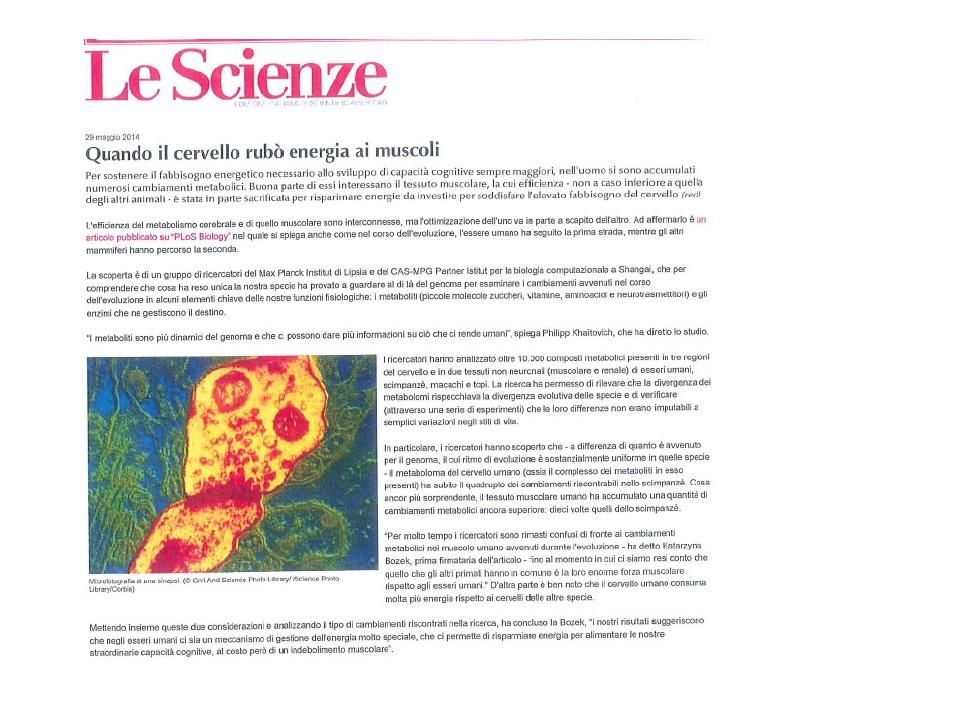 Le Scienze
EDIZIONE ITALIANA DI SCIENTIFIC AMERICAN
29 maggio 2014
Quando il cervello rubò energia ai muscoli
Per sostenere il fabbisogno energetico necessario allo sviluppo di capacità cognitive sempre maggiori, nell'uomo si sono accumulati
numerosi cambiamenti metabolici. Buona parte di essi interessano il tessuto muscolare, la cui efficienza - non a caso inferiore a quella
degli altri animali - è stata in parte sacrificata per risparmiare energia da investire per soddisfare l'elevato fabbisogno del cervello (red)
L'efficienza del metabolismo cerebrale e di quello muscolare sono interconnesse, ma l'ottimizzazione dell'uno va in parte a scapito dell'altro. Ad affermarlo è un
articolo pubblicato su "PLoS Biology" nel quale si spiega anche come nel corso dell'evoluzione, l'essere umano ha seguito la prima strada, mentre gli altri
mammiferi hanno percorso la seconda.
La scoperta è di un gruppo di ricercatori del Max Planck Institut di Lipsia e del CAS-MPG Partner Istitut per la biologia computazionale a Shangai, che per
comprendere che cosa ha reso unica la nostra specie ha provato a guardare al di là del genoma per esaminare i cambiamenti avvenuti nel corso
dell'evoluzione in alcuni elementi chiave delle nostre funzioni fisiologiche: i metaboliti (piccole molecole zuccheri, vitamine, aminoacidi e neurotrasmettitori) e gli
enzimi che ne gestiscono il destino.
"I metaboliti sono più dinamici del genoma e che ci possono dare più informazioni su ciò che ci rende umani", spiega Philipp Khaitovich, che ha diretto lo studio.
I ricercatori hanno analizzato oltre 10.000 composti metabolici presenti in tre regioni
del cervello e in due tessuti non neuronali (muscolare e renale) di esseri umani,
scimpanzé, macachi e topi. La ricerca ha permesso di rilevare che la divergenza dei
metabolomi rispecchiava la divergenza evolutiva delle specie e di verificare
(attraverso una serie di esperimenti) che le loro differenze non erano imputabili a
semplici variazioni negli stili di vita.
In particolare, i ricercatori hanno scoperto che - a differenza di quanto è avvenuto
per il genoma, il cui ritmo di evoluzione è sostanzialmente uniforme in quelle specie
- il metaboloma del cervello umano (ossia il complesso dei metaboliti in esso
presenti) ha subito il quadruplo dei cambiamenti riscontrabili nello scimpanzé. Cosa
ancor più sorprendente, il tessuto muscolare umano ha accumulato una quantità di
cambiamenti metabolici ancora superiore: dieci volte quelli dello scimpanzé.
"Per molto tempo i ricercatori sono rimasti confusi di fronte ai cambiamenti
metabolici nel muscolo umano avvenuti durante l'evoluzione - ha detto Katarzyna
Bozek, prima firmataria dell'articolo - fino al momento in cui ci siamo resi conto che
quello che gli altri primati hanno in comune è la loro enorme forza muscolare
rispetto agli esseri umani." D'altra parte è ben noto che il cervello umano consuma
molta più energia rispetto ai cervelli delle altre specie.
Microfotografia di una sinapsi. (© Cnri And Science Photo Library/ /Science Photo
Library/Corbis)
Mettendo insieme queste due considerazioni e analizzando i tipo di cambiamenti riscontrati nella ricerca, ha concluso la Bozek, "i nostri risultati suggeriscono
che negli esseri umani ci sia un meccanismo di gestione dell'energia molto speciale, che ci permette di risparmiare energia per alimentare le nostre
straordinarie capacità cognitive, al costo però di un indebolimento muscolare".